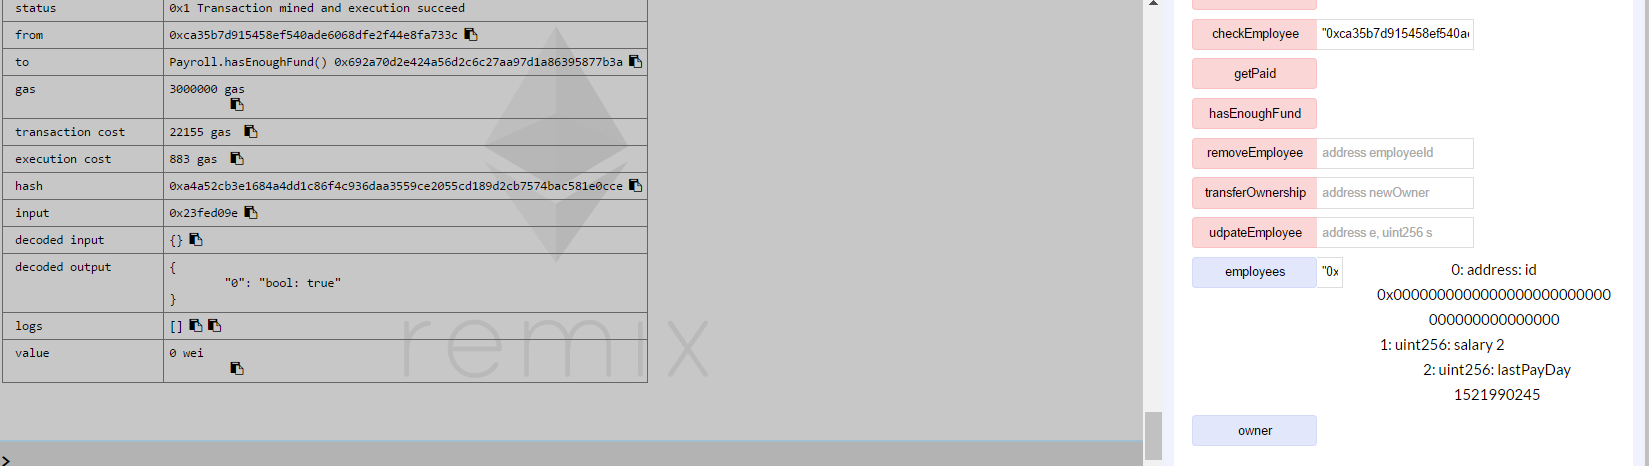 status 0x1 Transaction mined and execution succeed
from 0xca35b7d915458ef540ade6068dfe2f44e8fa733c
to Payroll.hasEnoughFund() 0x692a70d2e424a56d2c6c27aa97d1a86395877b3a
gas 3000000 gas
transaction cost 22155 gas
execution cost 883 gas
hash 0xa4a52cb3e1684a4dd1c86f4c936daa3559ce2055cd189d2cb7574bac581e0cce
input 0x23fed09e
decoded input {}
decoded output {
"0": "bool: true"
}
logs []
value 0 wei
remix
>
checkEmployee "0xca35b7d915458ef540a
getPaid
hasEnoughFund
removeEmployee address employeeId
transferOwnership address newOwner
udpateEmployee address e, uint256 s
employees "0x
0: address: id
0x00000000000000000000000000
000000000000000
1: uint256: salary 2
2: uint256: lastPayDay
1521990245
owner